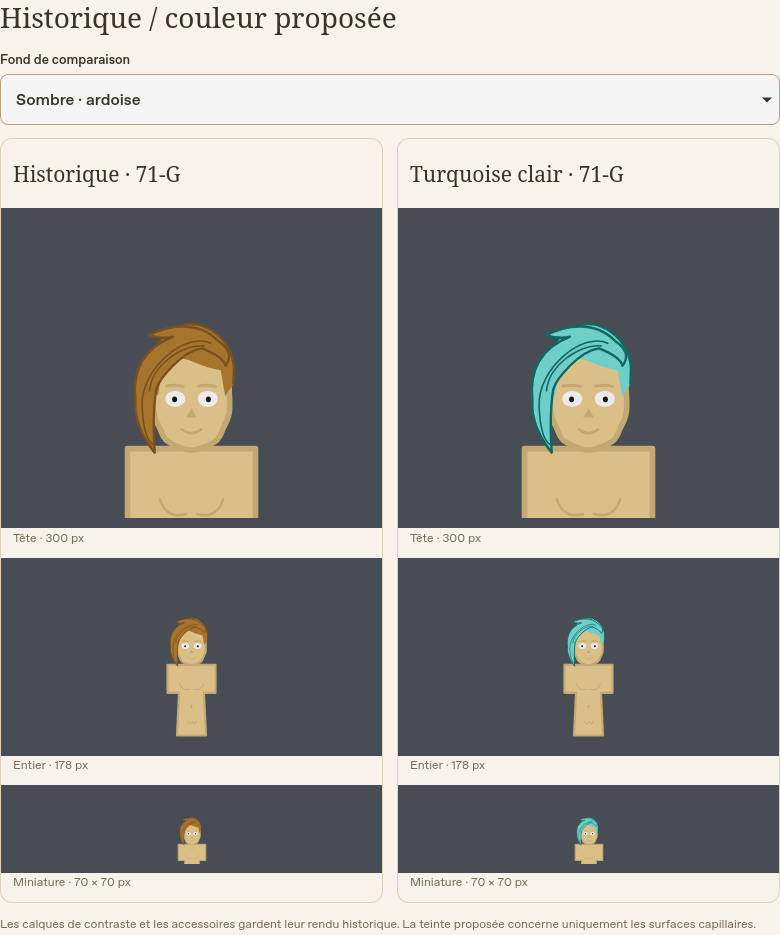 Historique / couleur proposée
Fond de comparaison
Sombre · ardoise
Historique · 71-G
Turquoise clair · 71-G
Tête · 300 px
Tête · 300 px
Entier · 178 px
Entier · 178 px
Miniature · 70 × 70 px
Miniature · 70 × 70 px
Les calques de contraste et les accessoires gardent leur rendu historique. La teinte proposée concerne uniquement les surfaces capillaires.